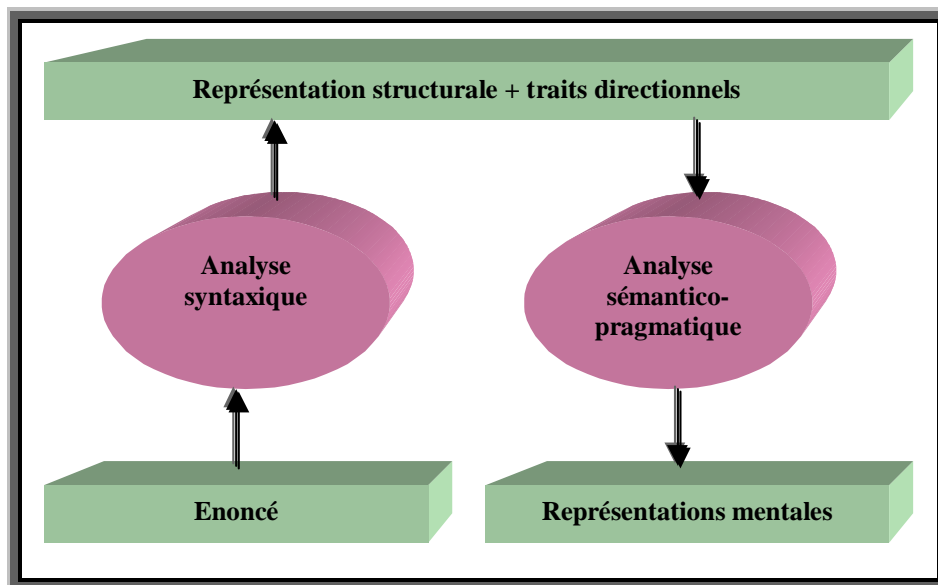 Représentation structurale + traits directionnels
Analyse
syntaxique
Analyse
sémantico-
pragmatique
Enoncé
Représentations mentales